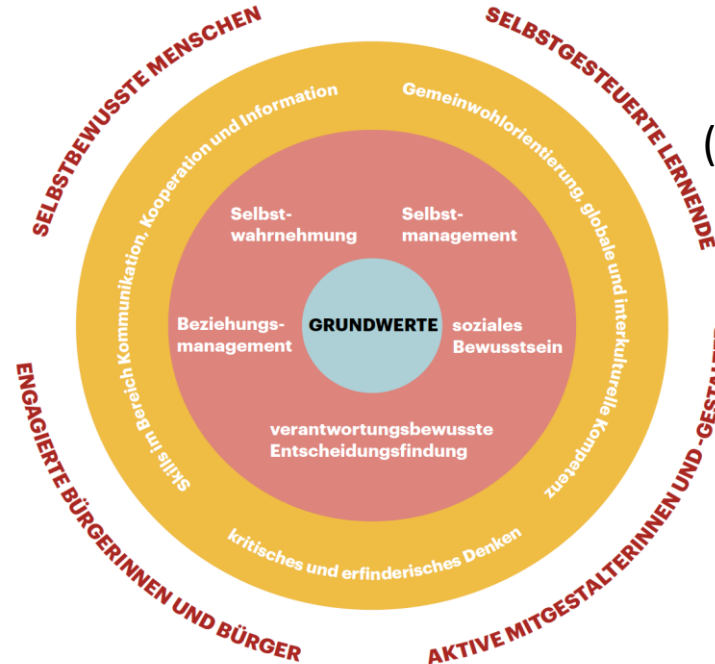 SELBSTBEWUSSTE MENSCHEN
SELBSTGESTEUERTE LERNENDE
(
Skills im Bereich Kommunikation, Kooperation und Information
Gemeinwohlorientierung, globale und interkulturelle Kompetenz
Selbst-
wahrnehmung
Selbst-
management
Beziehungs-
management
GRUNDWERTE
soziales
Bewusstsein
verantwortungsbewusste
Entscheidungsfindung
kritisches und erfinderisches Denken
ENGAGIERTE BÜRGERINNEN UND BÜRGER
AKTIVE MITGESTALTERINNEN UND -GESTALTER